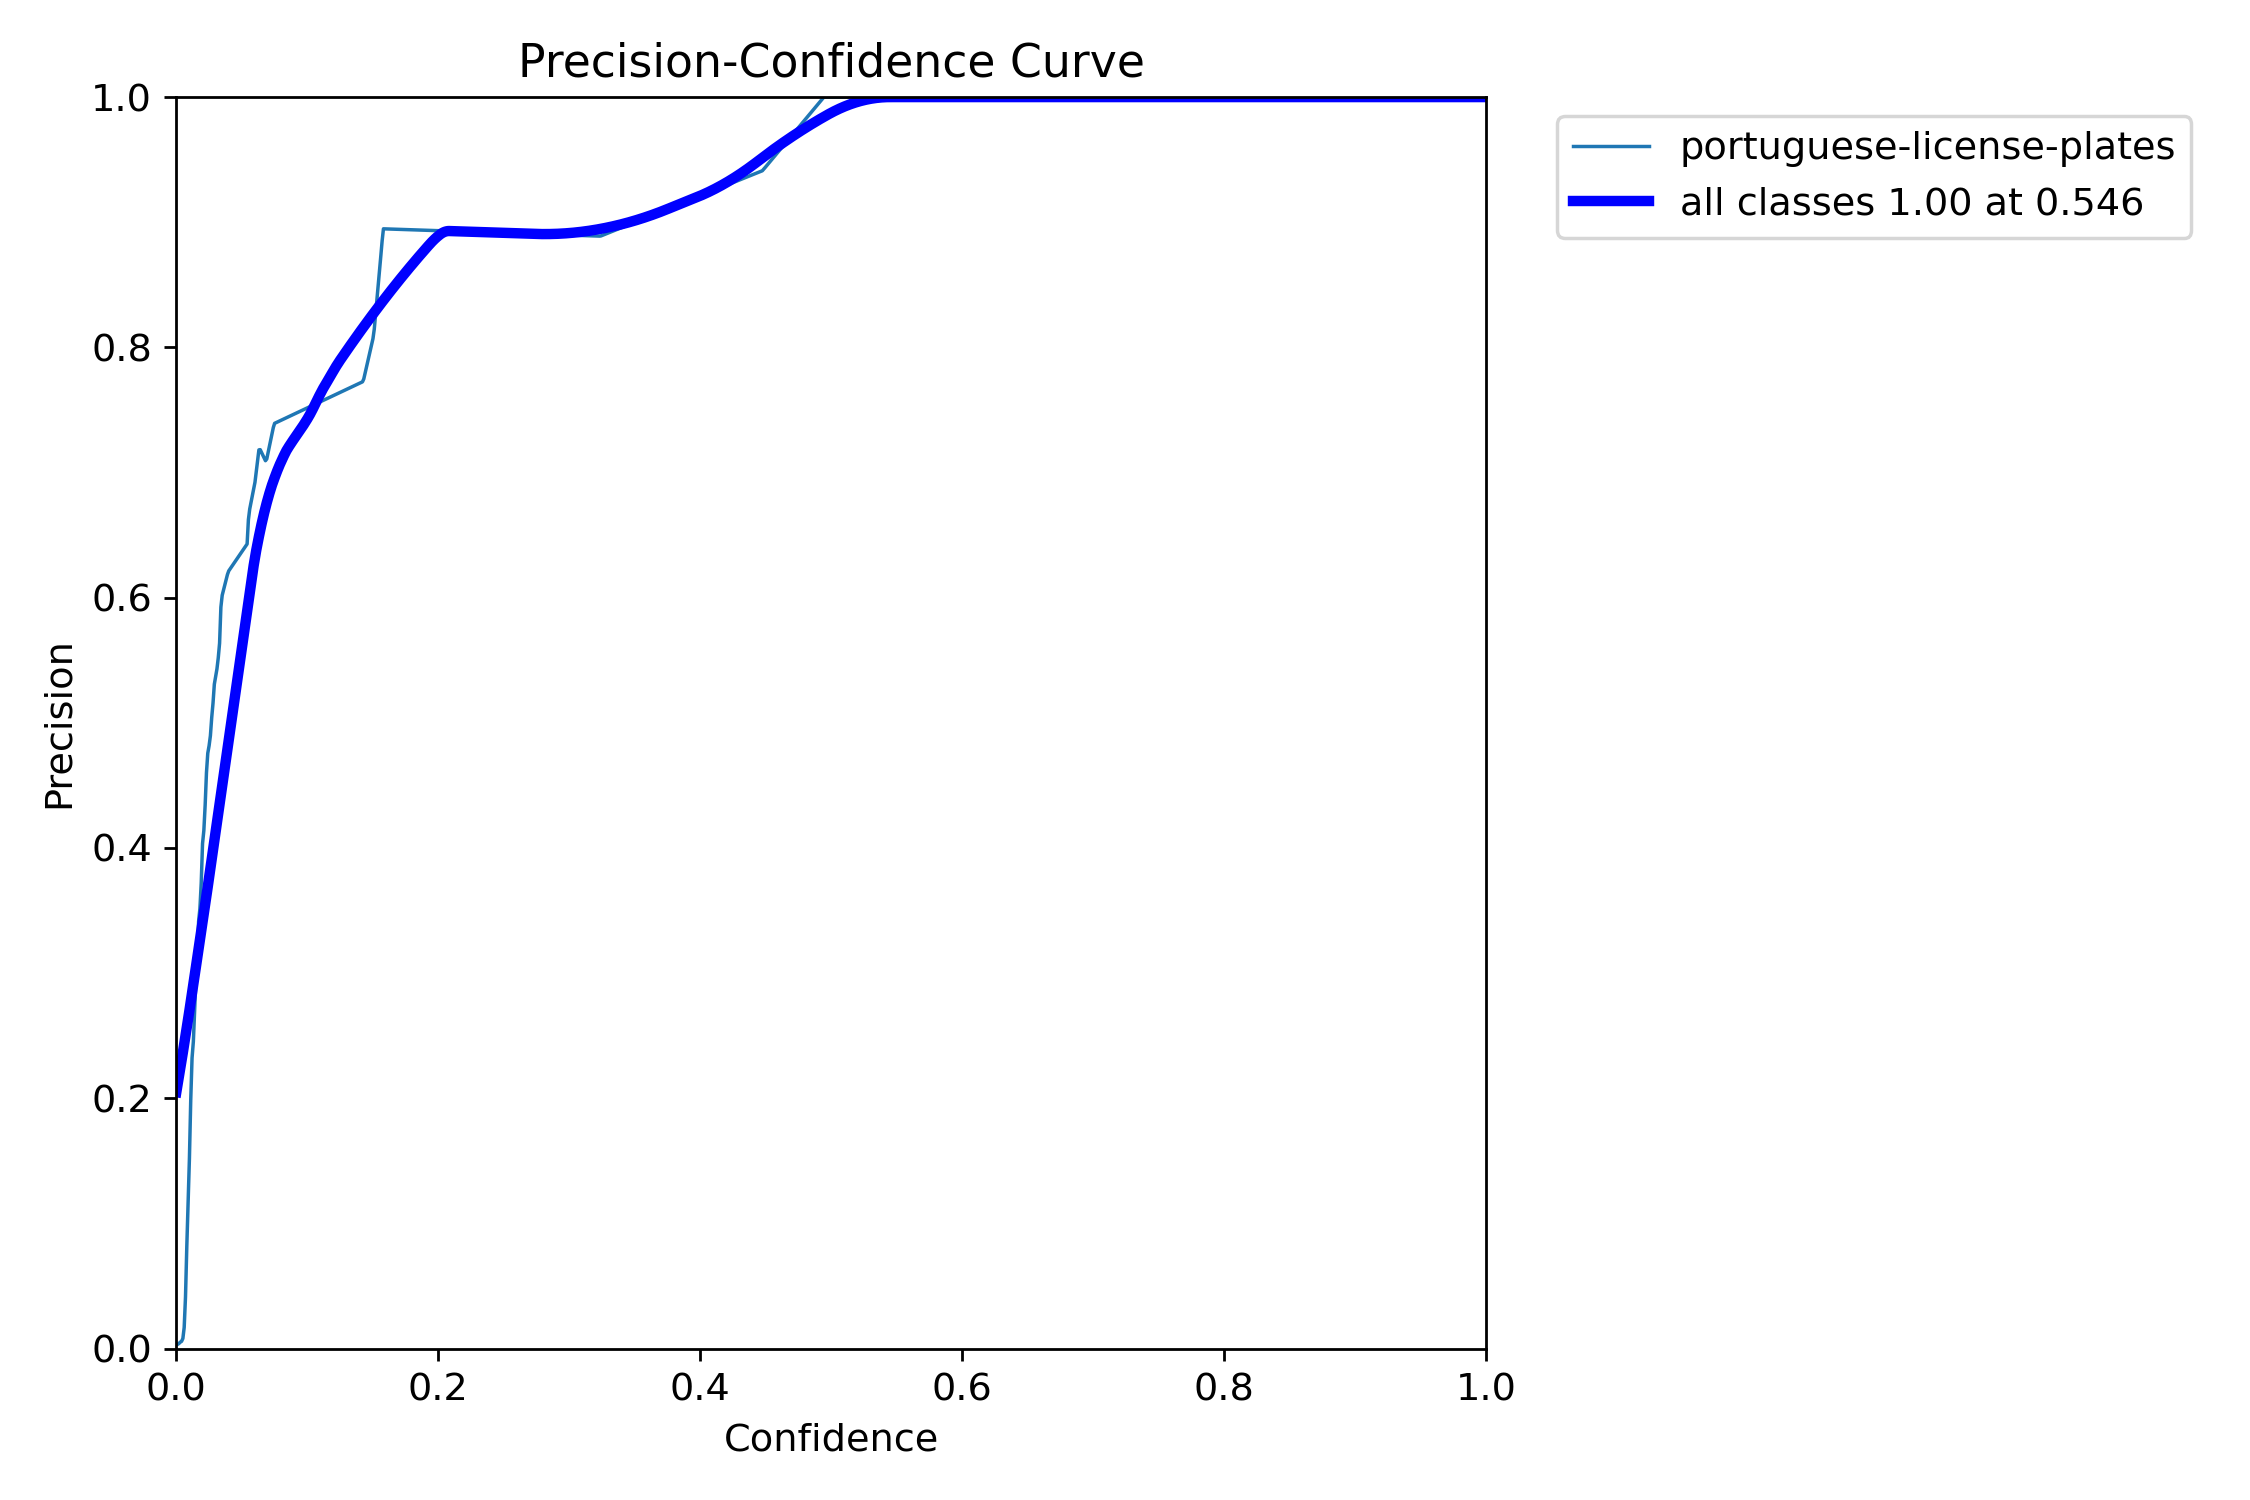 Precision-Confidence Curve
1.0
0.8
0.6
0.4
0.2
0.0
Precision
0.0 0.2 0.4 0.6 0.8 1.0
Confidence
portuguese-license-plates
all classes 1.00 at 0.546